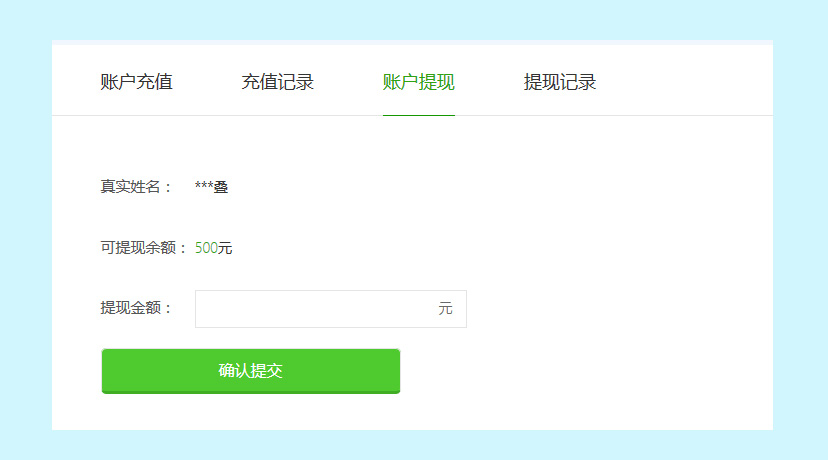 账户充值 充值记录 账户提现 提现记录
真实姓名： ***叠
可提现余额： 500元
提现金额： 元
确认提交